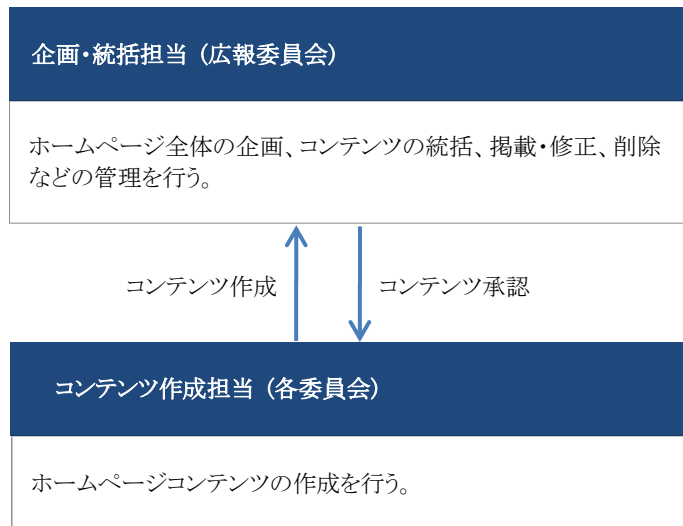 企画・統括担当（広報委員会）
ホームページ全体の企画、コンテンツの統括、掲載・修正、削除
などの管理を行う。
コンテンツ作成
コンテンツ承認
コンテンツ作成担当（各委員会）
ホームページコンテンツの作成を行う。